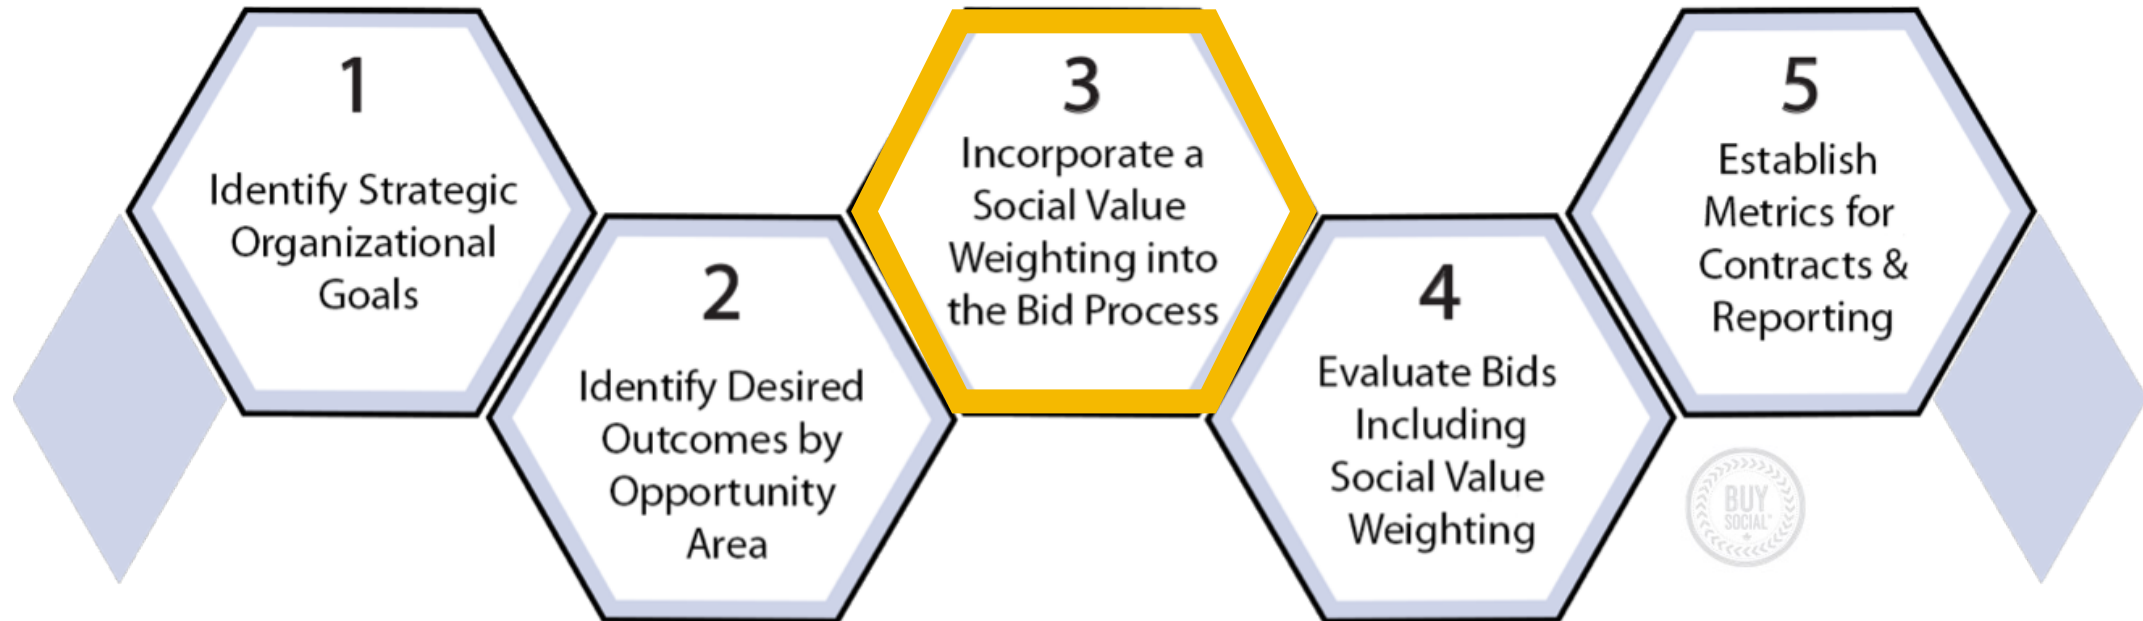 1
Identify Strategic
Organizational
Goals
2
Identify Desired
Outcomes by
Opportunity
Area
3
Incorporate a
Social Value
Weighting into
the Bid Process
4
Evaluate Bids
Including
Social Value
Weighting
5
Establish
Metrics for
Contracts &
Reporting
BUY
SOCIAL